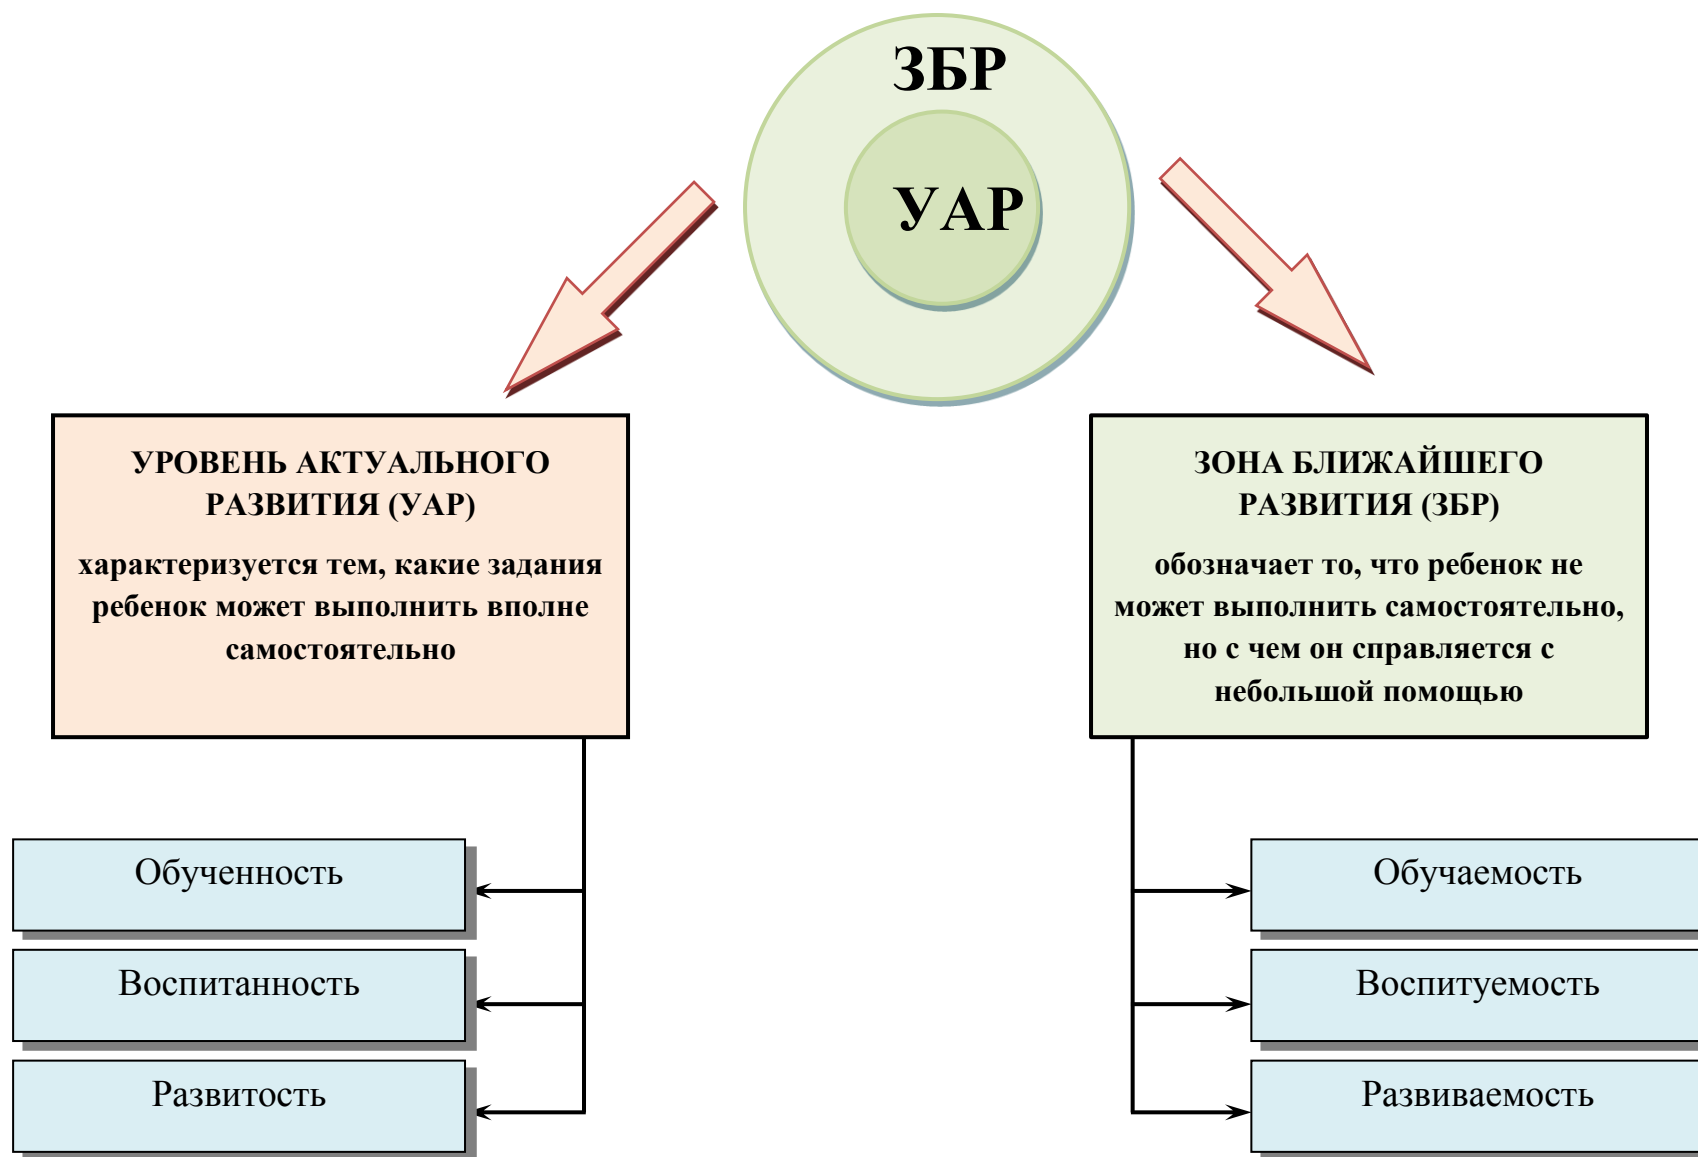 ЗБР
УАР
УРОВЕНЬ АКТУАЛЬНОГО
РАЗВИТИЯ (УАР)
характеризуется тем, какие задания
ребенок может выполнить вполне
самостоятельно
ЗОНА БЛИЖАЙШЕГО
РАЗВИТИЯ (ЗБР)
обозначает то, что ребенок не
может выполнить самостоятельно,
но с чем он справляется с
небольшой помощью
Обученность
Воспитанность
Развитость
Обучаемость
Воспитуемость
Развиваемость